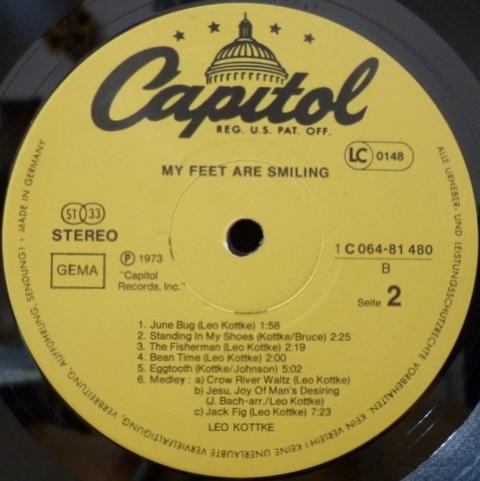 Capitol
REG. U.S. PAT. OFF.
LC 0148
MY FEET ARE SMILING
ST 33
STEREO
GEMA
℗ 1973
"Capitol
Records, Inc."
1 C 064-81 480
B
Seite 2
1. June Bug (Leo Kottke) 1:58
2. Standing In My Shoes (Kottke/Bruce) 2:25
3. The Fisherman (Leo Kottke) 2:19
4. Bean Time (Leo Kottke) 2:00
5. Eggtooth (Kottke/Johnson) 5:02
6. Medley : a) Crow River Waltz (Leo Kottke)
b) Jesu, Joy Of Man's Desiring
(J. Bach-arr./Leo Kottke)
c) Jack Fig (Leo Kottke) 7:23
LEO KOTTKE
ALLE URHEBER- UND LEISTUNGSSCHUTZRECHTE VORBEHALTEN. KEIN VERLEIH! KEINE UNERLAUBTE VERVIELFÄLTIGUNG, VERBREITUNG, AUFFÜHRUNG, SENDUNG! • MADE IN GERMANY